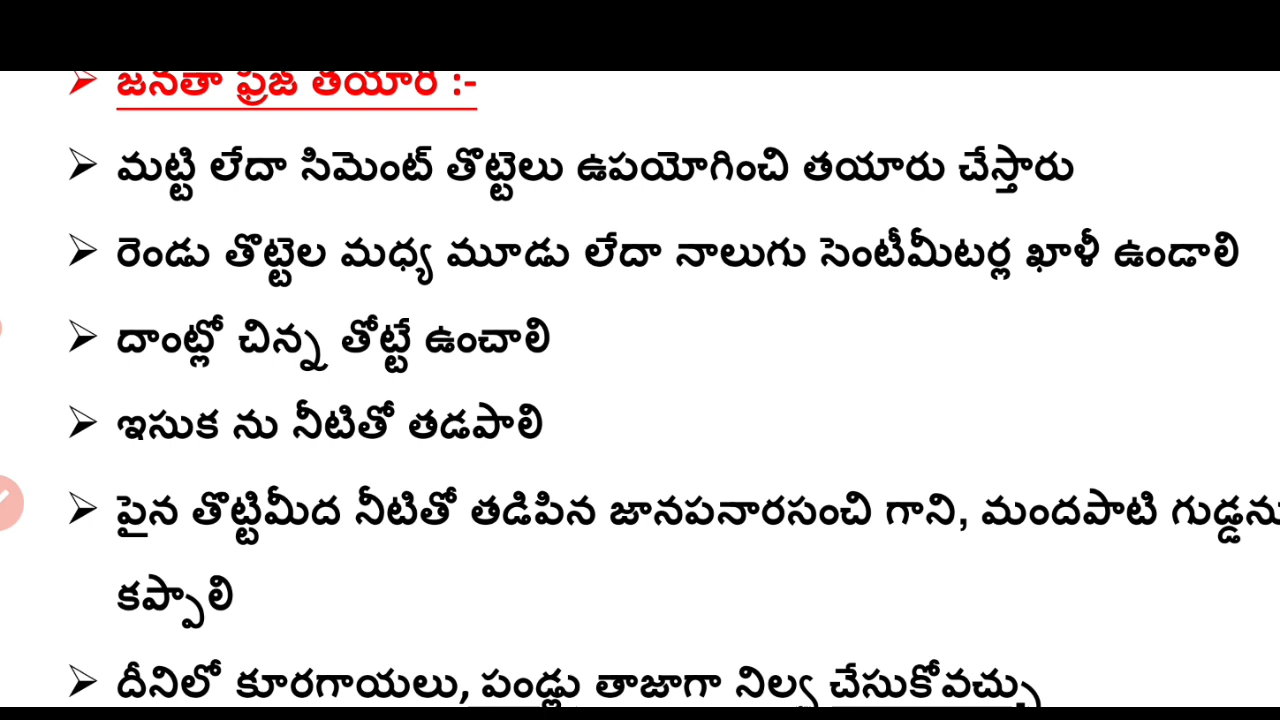 జనతా ఫ్రిజ్ తయారీ :-
మట్టి లేదా సిమెంట్ తొట్టెలు ఉపయోగించి తయారు చేస్తారు
రెండు తొట్టెల మధ్య మూడు లేదా నాలుగు సెంటీమీటర్ల ఖాళీ ఉండాలి
దాంట్లో చిన్న తోట్టే ఉంచాలి
ఇసుక ను నీటితో తడపాలి
పైన తొట్టిమీద నీటితో తడిపిన జానపనారసంచి గాని, మందపాటి గుడ్డను
కప్పాలి
దీనిలో కూరగాయలు, పండ్లు తాజాగా నిల్వ చేసుకోవచ్చు